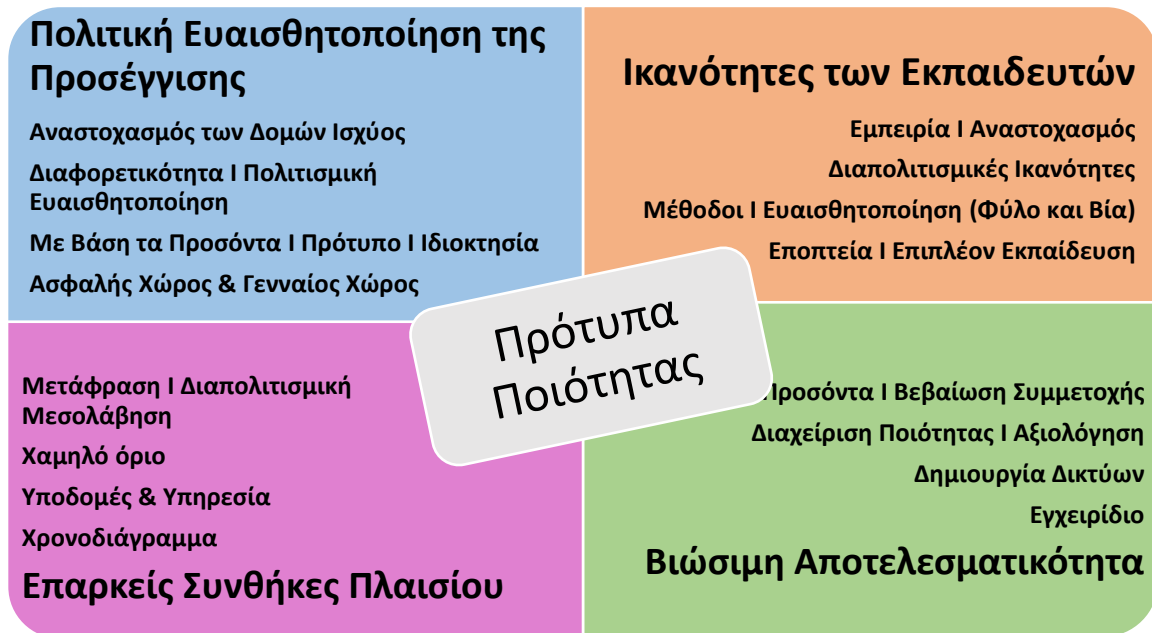 Πολιτική Ευαισθητοποίηση της
Προσέγγισης
Αναστοχασμός των Δομών Ισχύος
Διαφορετικότητα Ι Πολιτισμική
Ευαισθητοποίηση
Με Βάση τα Προσόντα Ι Πρότυπο Ι Ιδιοκτησία
Ασφαλής Χώρος & Γενναίος Χώρος
Ικανότητες των Εκπαιδευτών
Εμπειρία Ι Αναστοχασμός
Διαπολιτισμικές Ικανότητες
Μέθοδοι Ι Ευαισθητοποίηση (Φύλο και Βία)
Εποπτεία Ι Επιπλέον Εκπαίδευση
Πρότυπα
Ποιότητας
Μετάφραση Ι Διαπολιτισμική
Μεσολάβηση
Χαμηλό όριο
Υποδομές & Υπηρεσία
Χρονοδιάγραμμα
Επαρκείς Συνθήκες Πλαισίου
Προσόντα Ι Βεβαίωση Συμμετοχής
Διαχείριση Ποιότητας Ι Αξιολόγηση
Δημιουργία Δικτύων
Εγχειρίδιο
Βιώσιμη Αποτελεσματικότητα